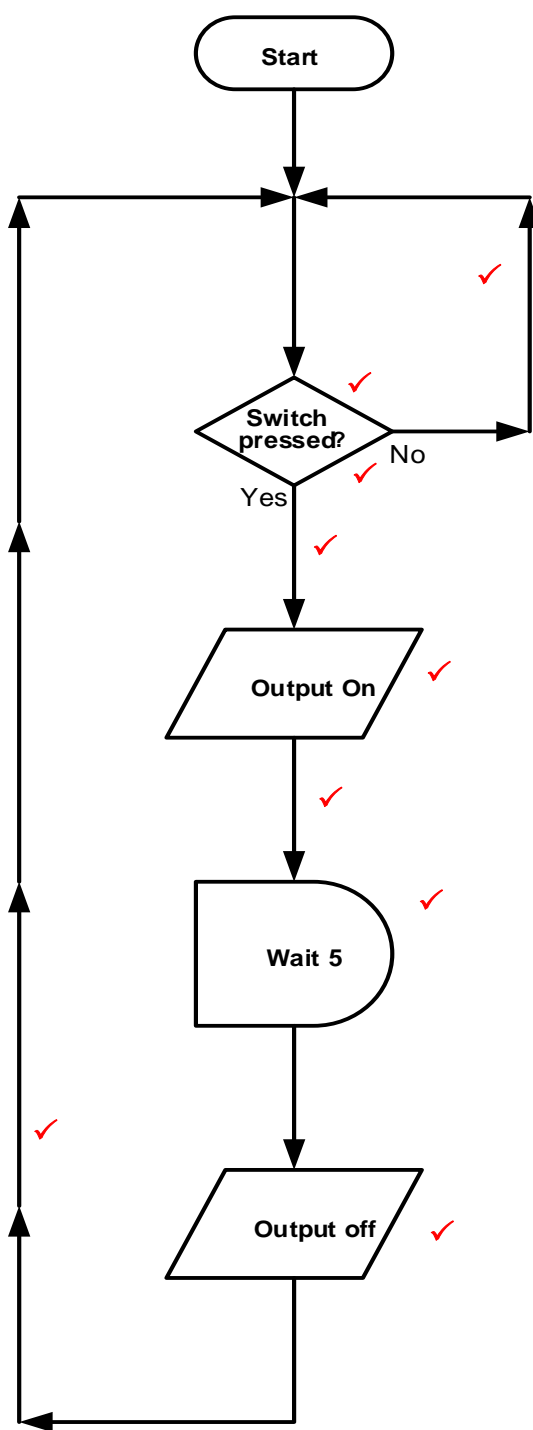 Start
Switch
pressed?
No
Yes
Output On
Wait 5
Output off